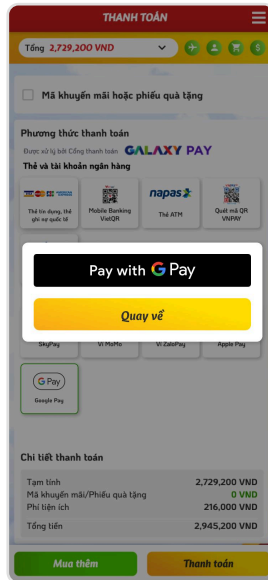 THANH TOÁN
Tổng 2,729,200 VND
Mã khuyến mãi hoặc phiếu quà tặng
Phương thức thanh toán
Được xử lý bởi Cổng thanh toán GALAXY PAY
Thẻ và tài khoản ngân hàng
Thẻ tín dụng, thẻ ghi nợ quốc tế
Mobile Banking VietQR
napas
Thẻ ATM
Quét mã QR VNPAY
Pay with G Pay
Quay về
SkyPay
Ví MoMo
Ví ZaloPay
Apple Pay
G Pay
Google Pay
Chi tiết thanh toán
Tạm tính 2,729,200 VND
Mã khuyến mãi/Phiếu quà tặng 0 VND
Phí tiện ích 216,000 VND
Tổng tiền 2,945,200 VND
Mua thêm
Thanh toán